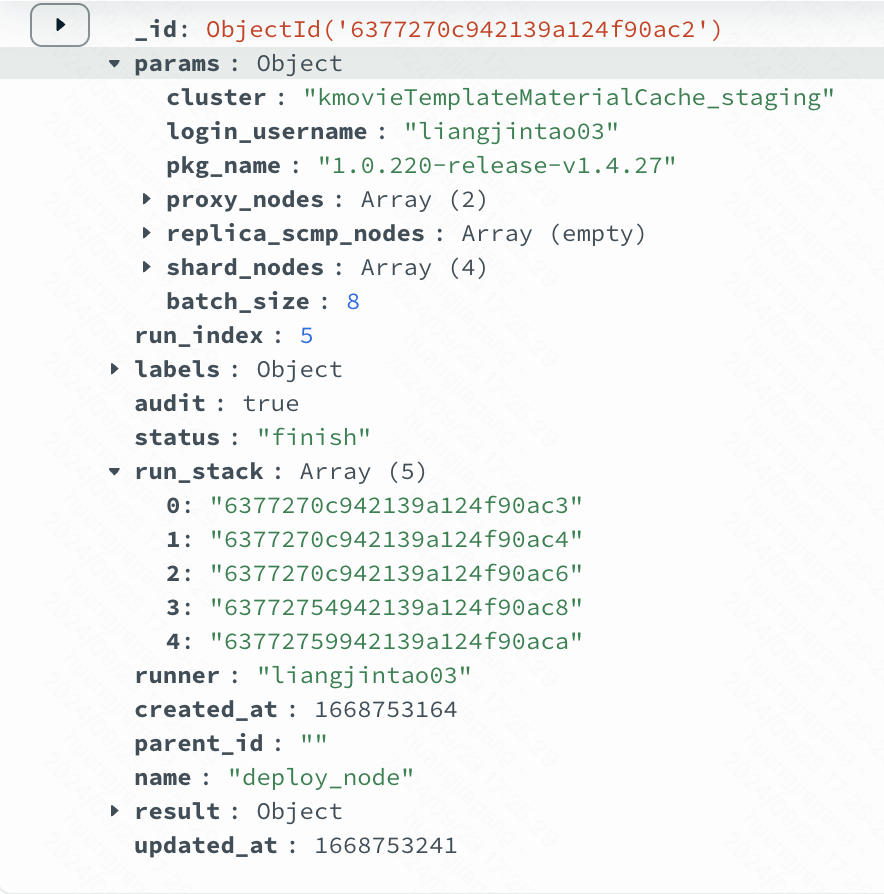 _id: ObjectId('6377270c942139a124f90ac2')
params : Object
cluster : "kmovieTemplateMaterialCache_staging"
login_username : "liangjintao03"
pkg_name : "1.0.220-release-v1.4.27"
proxy_nodes : Array (2)
replica_scmp_nodes : Array (empty)
shard_nodes : Array (4)
batch_size : 8
run_index : 5
labels : Object
audit : true
status : "finish"
run_stack : Array (5)
0: "6377270c942139a124f90ac3"
1: "6377270c942139a124f90ac4"
2: "6377270c942139a124f90ac6"
3: "63772754942139a124f90ac8"
4: "63772759942139a124f90aca"
runner : "liangjintao03"
created_at : 1668753164
parent_id : ""
name : "deploy_node"
result : Object
updated_at : 1668753241